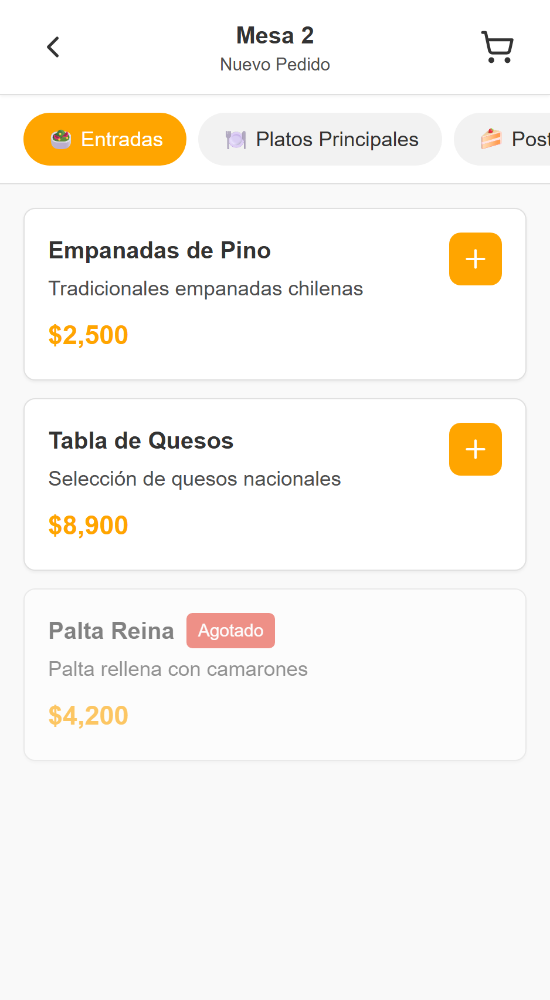 Mesa 2
Nuevo Pedido
Entradas
Platos Principales
Post
Empanadas de Pino
Tradicionales empanadas chilenas
$2,500
Tabla de Quesos
Selección de quesos nacionales
$8,900
Palta Reina
Agotado
Palta rellena con camarones
$4,200